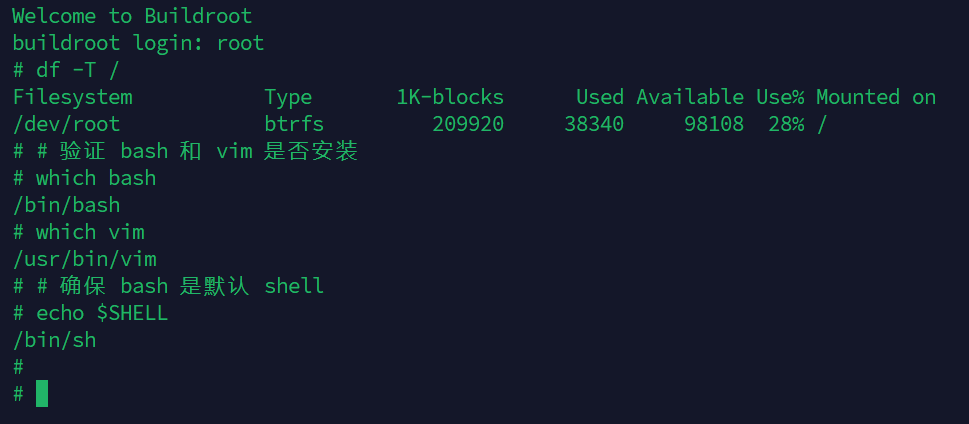 Welcome to Buildroot
buildroot login: root
# df -T /
Filesystem           Type       1K-blocks      Used Available Use% Mounted on
/dev/root            btrfs         209920     38340     98108  28% /
# # 验证 bash 和 vim 是否安装
# which bash
/bin/bash
# which vim
/usr/bin/vim
# # 确保 bash 是默认 shell
# echo $SHELL
/bin/sh
#
#